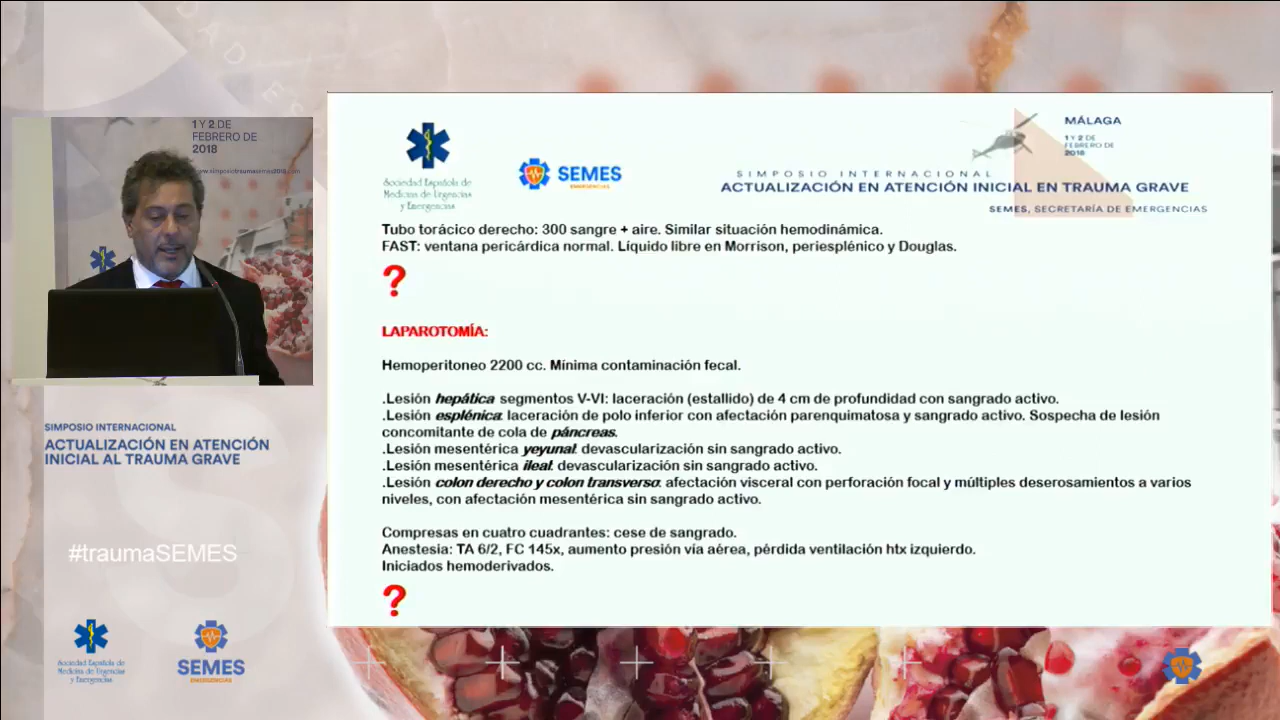 1 Y 2 DE
FEBRERO DE
2018
www.simposiotraumasemes2018.com
SIMPOSIO INTERNACIONAL
ACTUALIZACIÓN EN ATENCIÓN
INICIAL AL TRAUMA GRAVE
#traumaSEMES
Sociedad Española de
Medicina de Urgencias
y Emergencias
SEMES
EMERGENCIAS
Sociedad Española de
Medicina de Urgencias
y Emergencias
SEMES
EMERGENCIAS
MÁLAGA
1 Y 2 DE
FEBRERO DE
2018
SIMPOSIO INTERNACIONAL
ACTUALIZACIÓN EN ATENCIÓN INICIAL EN TRAUMA GRAVE
SEMES, SECRETARÍA DE EMERGENCIAS
Tubo torácico derecho: 300 sangre + aire. Similar situación hemodinámica.
FAST: ventana pericárdica normal. Líquido libre en Morrison, periesplénico y Douglas.
?
LAPAROTOMÍA:
Hemoperitoneo 2200 cc. Mínima contaminación fecal.
.Lesión hepática segmentos V-VI: laceración (estallido) de 4 cm de profundidad con sangrado activo.
.Lesión esplénica: laceración de polo inferior con afectación parenquimatosa y sangrado activo. Sospecha de lesión
concomitante de cola de páncreas.
.Lesión mesentérica yeyunal: devascularización sin sangrado activo.
.Lesión mesentérica ileal: devascularización sin sangrado activo.
.Lesión colon derecho y colon transverso: afectación visceral con perforación focal y múltiples deserosamientos a varios
niveles, con afectación mesentérica sin sangrado activo.
Compresas en cuatro cuadrantes: cese de sangrado.
Anestesia: TA 6/2, FC 145x, aumento presión vía aérea, pérdida ventilación htx izquierdo.
Iniciados hemoderivados.
?